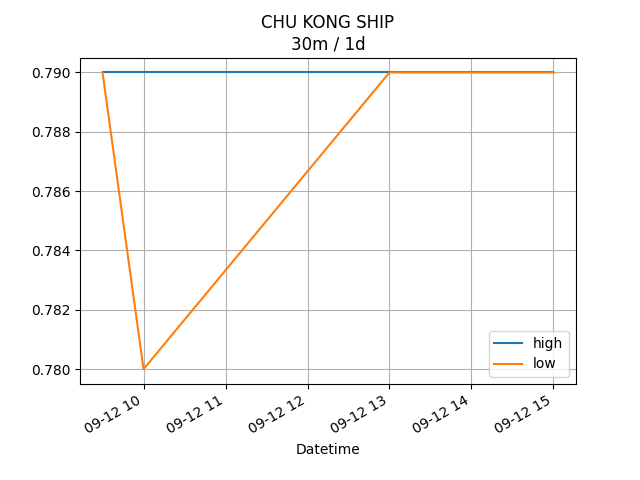 CHU KONG SHIP
30m / 1d
0.790
0.788
0.786
0.784
0.782
0.780
high
low
09-12 10
09-12 11
09-12 12
09-12 13
09-12 14
09-12 15
Datetime